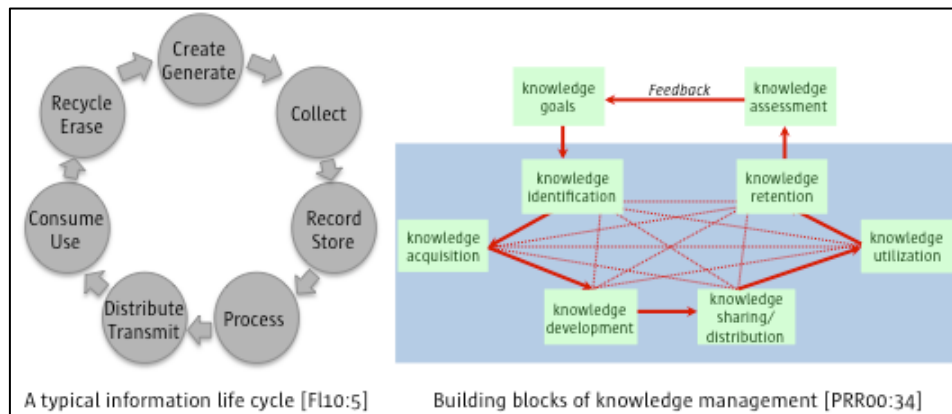 Create
Generate
Collect
Record
Store
Process
Distribute
Transmit
Consume
Use
Recycle
Erase
A typical information life cycle [Fl10:5]
knowledge
goals
Feedback
knowledge
assessment
knowledge
identification
knowledge
retention
knowledge
acquisition
knowledge
utilization
knowledge
development
knowledge
sharing/
distribution
Building blocks of knowledge management [PRR00:34]